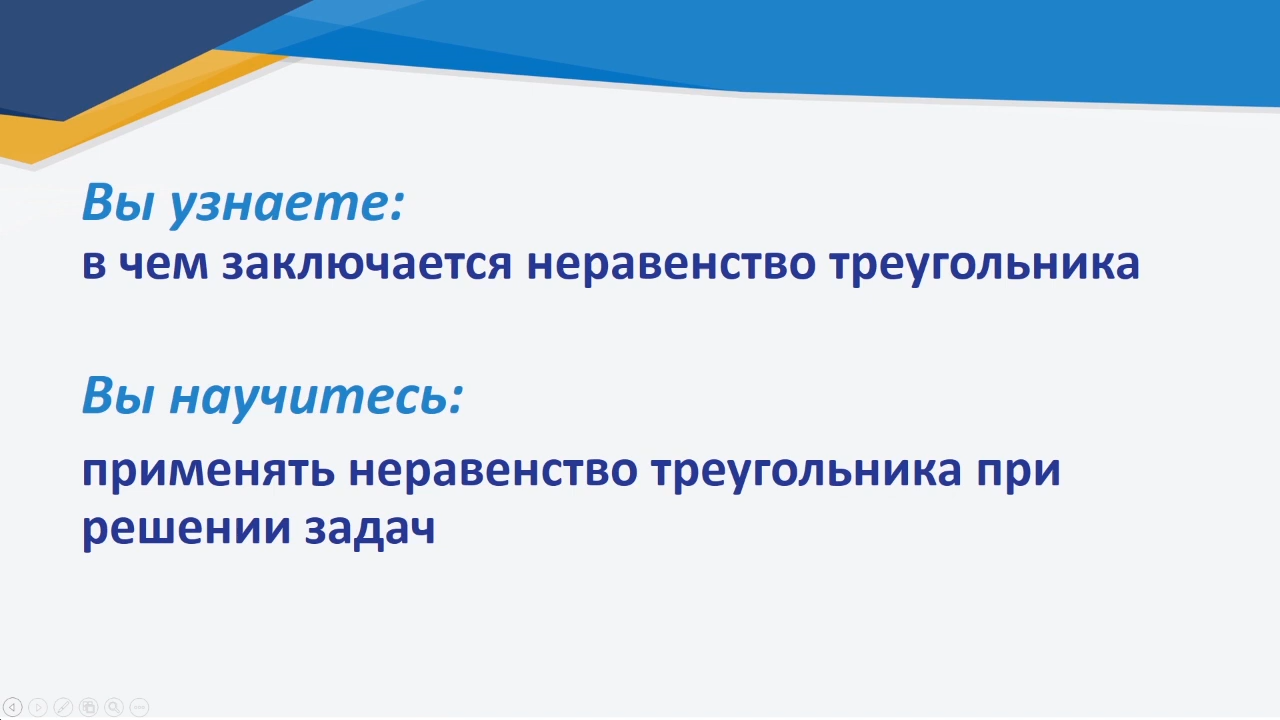 Вы узнаете:
в чем заключается неравенство треугольника
Вы научитесь:
применять неравенство треугольника при
решении задач